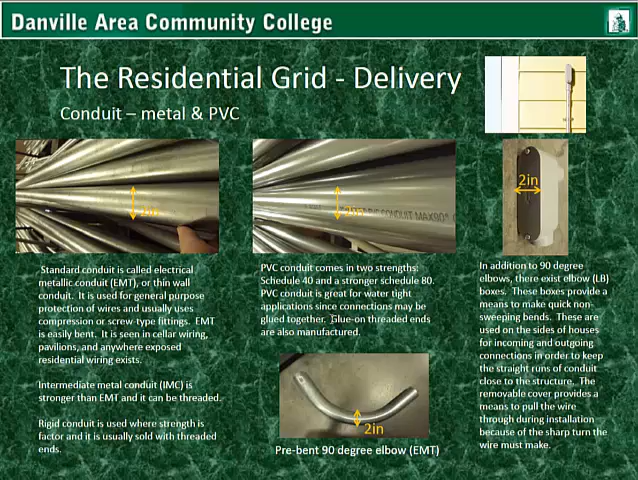 Danville Area Community College
The Residential Grid - Delivery
Conduit – metal & PVC
2in
2in
CONDUIT MAX90°
2in
Standard conduit is called electrical
metallic conduit (EMT), or thin wall
conduit. It is used for general purpose
protection of wires and usually uses
compression or screw-type fittings. EMT
is easily bent. It is seen in cellar wiring,
pavilions, and anywhere exposed
residential wiring exists.
Intermediate metal conduit (IMC) is
stronger than EMT and it can be threaded.
Rigid conduit is used where strength is
factor and it is usually sold with threaded
ends.
PVC conduit comes in two strengths:
Schedule 40 and a stronger schedule 80.
PVC conduit is great for water tight
applications since connections may be
glued together. Glue-on threaded ends
are also manufactured.
2in
Pre-bent 90 degree elbow (EMT)
In addition to 90 degree
elbows, there exist elbow (LB)
boxes. These boxes provide a
means to make quick non-
sweeping bends. These are
used on the sides of houses
for incoming and outgoing
connections in order to keep
the straight runs of conduit
close to the structure. The
removable cover provides a
means to pull the wire
through during installation
because of the sharp turn the
wire must make.